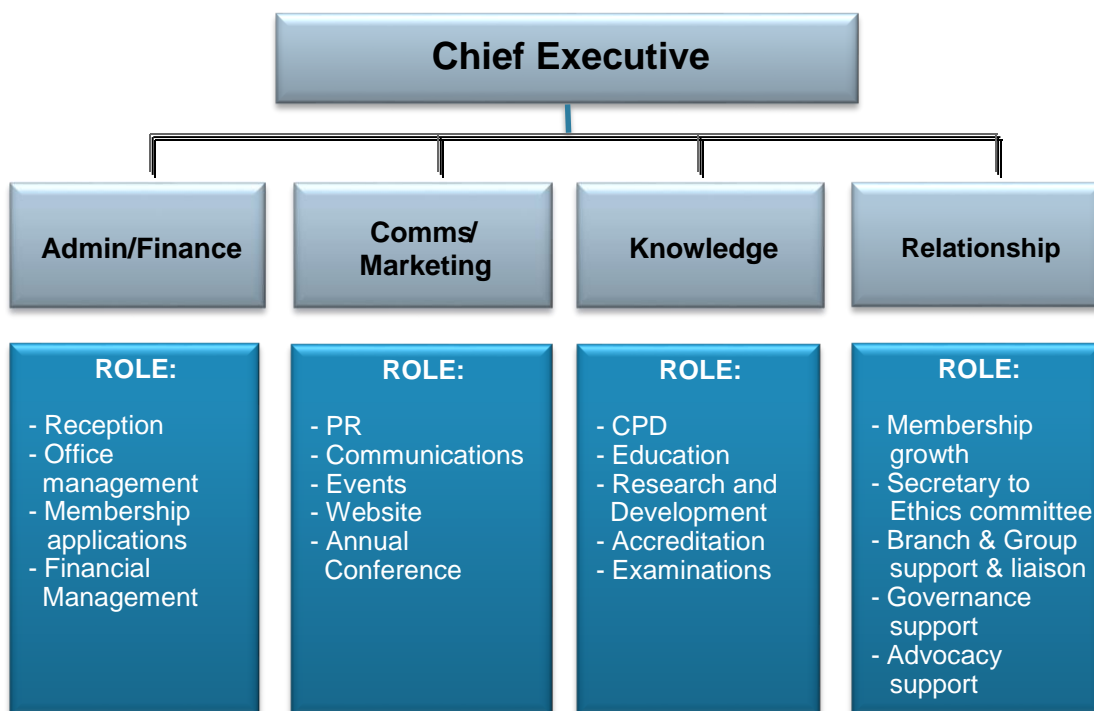 Chief Executive
Admin/Finance
Comms/
Marketing
Knowledge
Relationship
ROLE:
- Reception
- Office
management
- Membership
applications
- Financial
Management
ROLE:
- PR
- Communications
- Events
- Website
- Annual
Conference
ROLE:
- CPD
- Education
- Research and
Development
- Accreditation
- Examinations
ROLE:
- Membership
growth
- Secretary to
Ethics committee
- Branch & Group
support & liaison
- Governance
support
- Advocacy
support